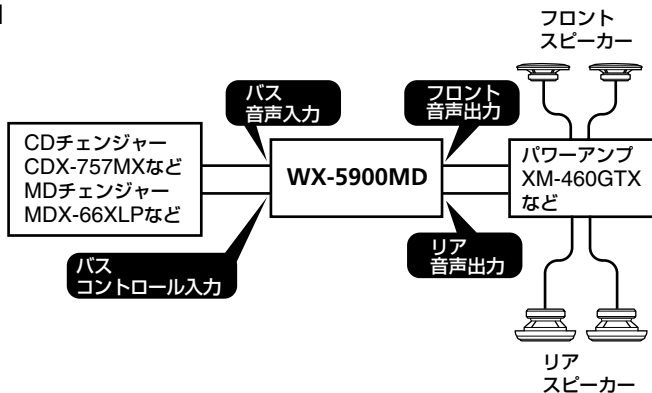 フロント
スピーカー
バス
音声入力
フロント
音声出力
CDチェンジャー
CDX-757MXなど
MDチェンジャー
MDX-66XLPなど
WX-5900MD
パワーアンプ
XM-460GTX
など
バス
コントロール入力
リア
音声出力
リア
スピーカー